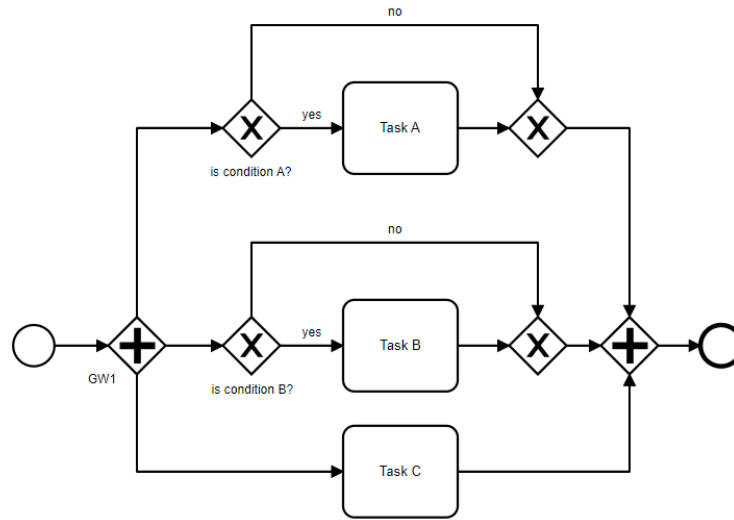 no
yes
Task A
is condition A?
no
yes
Task B
GW1
is condition B?
Task C